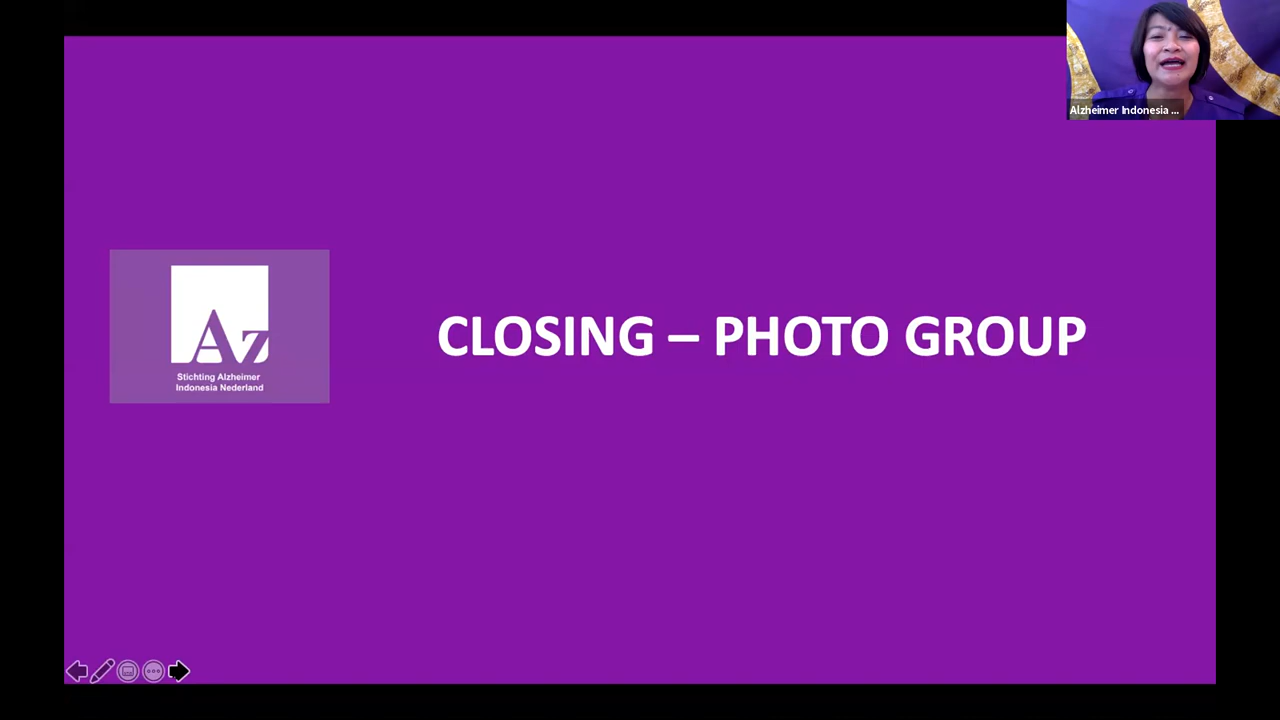 Alzheimer Indonesia ...
Az
Stichting Alzheimer
Indonesia Nederland
CLOSING – PHOTO GROUP